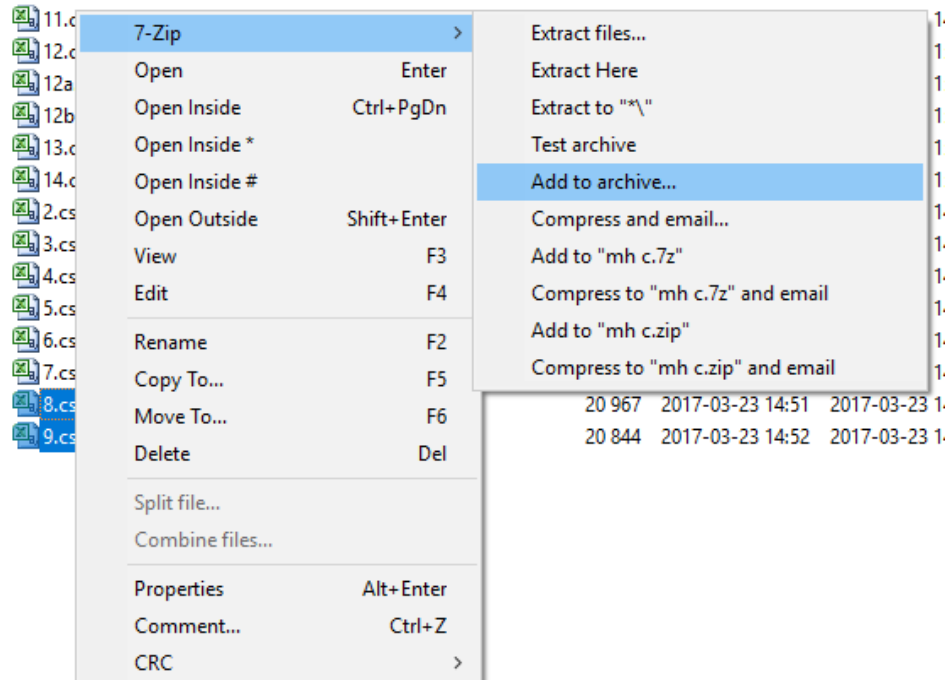 11.c
12.c
12a
12b
13.c
14.c
2.cs
3.cs
4.cs
5.cs
6.cs
7.cs
8.cs
9.cs
7-Zip >
Open Enter
Open Inside Ctrl+PgDn
Open Inside *
Open Inside #
Open Outside Shift+Enter
View F3
Edit F4
Rename F2
Copy To... F5
Move To... F6
Delete Del
Split file...
Combine files...
Properties Alt+Enter
Comment... Ctrl+Z
CRC >
Extract files...
Extract Here
Extract to "*\"
Test archive
Add to archive...
Compress and email...
Add to "mh c.7z"
Compress to "mh c.7z" and email
Add to "mh c.zip"
Compress to "mh c.zip" and email
20 967 2017-03-23 14:51 2017-03-23 14
20 844 2017-03-23 14:52 2017-03-23 14